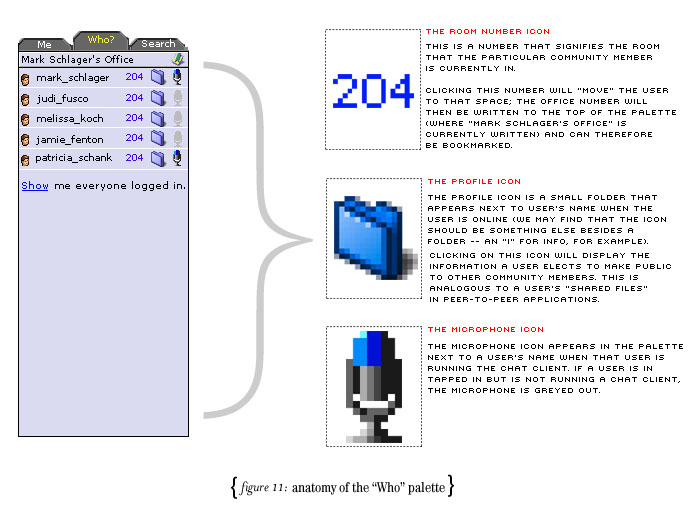 Me Who? Search
Mark Schlager's Office
mark_schlager 204
judi_fusco 204
melissa_koch 204
jamie_fenton 204
patricia_schank 204
Show me everyone logged in.
THE ROOM NUMBER ICON
204
THIS IS A NUMBER THAT SIGNIFIES THE ROOM
THAT THE PARTICULAR COMMUNITY MEMBER
IS CURRENTLY IN.
CLICKING THIS NUMBER WILL "MOVE" THE USER
TO THAT SPACE; THE OFFICE NUMBER WILL
THEN BE WRITTEN TO THE TOP OF THE PALETTE
(WHERE "MARK SCHLAGER'S OFFICE" IS
CURRENTLY WRITTEN) AND CAN THEREFORE
BE BOOKMARKED.
THE PROFILE ICON
THE PROFILE ICON IS A SMALL FOLDER THAT
APPEARS NEXT TO USER'S NAME WHEN THE
USER IS ONLINE (WE MAY FIND THAT THE ICON
SHOULD BE SOMETHING ELSE BESIDES A
FOLDER -- AN "I" FOR INFO, FOR EXAMPLE).
CLICKING ON THIS ICON WILL DISPLAY THE
INFORMATION A USER ELECTS TO MAKE PUBLIC
TO OTHER COMMUNITY MEMBERS. THIS IS
ANALOGOUS TO A USER'S "SHARED FILES"
IN PEER-TO-PEER APPLICATIONS.
THE MICROPHONE ICON
THE MICROPHONE ICON APPEARS IN THE PALETTE
NEXT TO A USER'S NAME WHEN THAT USER IS
RUNNING THE CHAT CLIENT. IF A USER IS IN
TAPPED IN BUT IS NOT RUNNING A CHAT CLIENT,
THE MICROPHONE IS GREYED OUT.
{figure 11: anatomy of the “Who” palette}